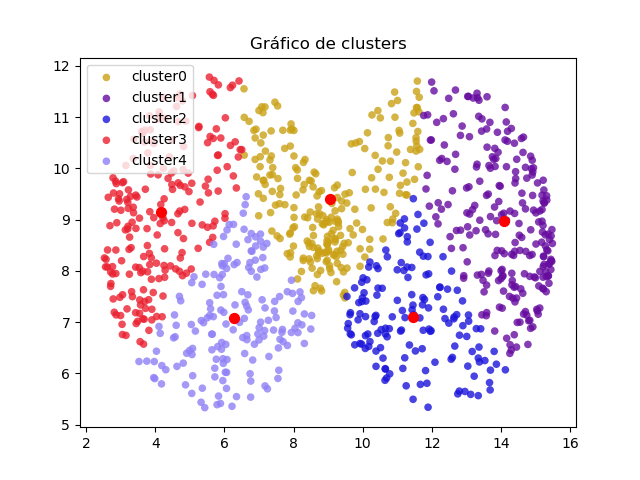 Gráfico de clusters
cluster0
cluster1
cluster2
cluster3
cluster4
12
11
10
9
8
7
6
5
2 4 6 8 10 12 14 16